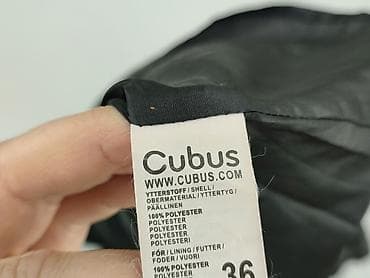 Cubus
WWW.CUBUS.COM
YTTERSTOFF / SHELL /
OBERMATERIAL / YTTERTYG /
PÄÄLLINEN
100% POLYESTER
POLYESTER
POLYESTER
POLYESTERI
FÔR / LINING / FUTTER /
FODER / VUORI
100% POLYESTER
POLYESTER
36